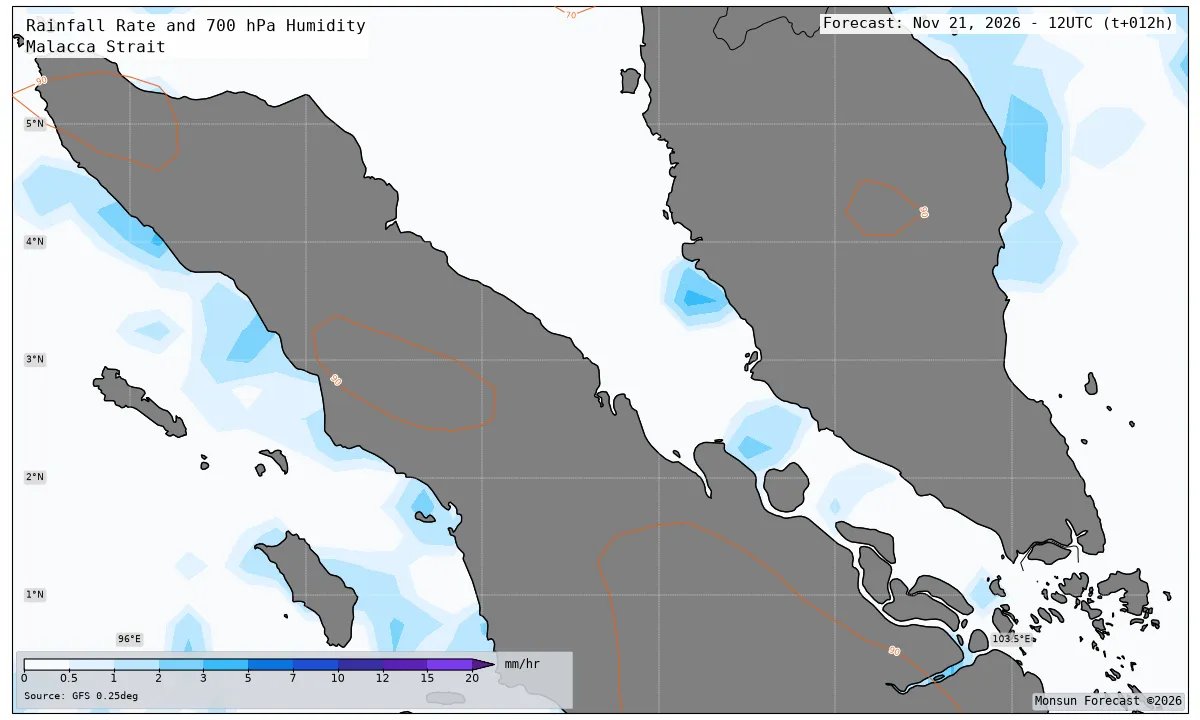 Rainfall Rate and 700 hPa Humidity
Malacca Strait
Forecast: Nov 21, 2026 - 12UTC (t+012h)
70
90
5°N
90
4°N
3°N
90
2°N
1°N
90
96°E
103.5°E
0 0.5 1 2 3 5 7 10 12 15 20
mm/hr
Source: GFS 0.25deg
Monsun Forecast ©2026